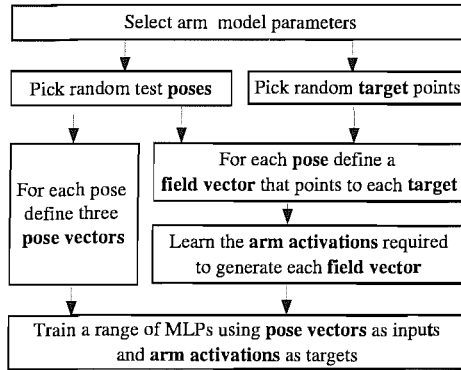 Select arm model parameters
Pick random test poses
Pick random target points
For each pose
define three
pose vectors
For each pose define a
field vector that points to each target
Learn the arm activations required
to generate each field vector
Train a range of MLPs using pose vectors as inputs
and arm activations as targets